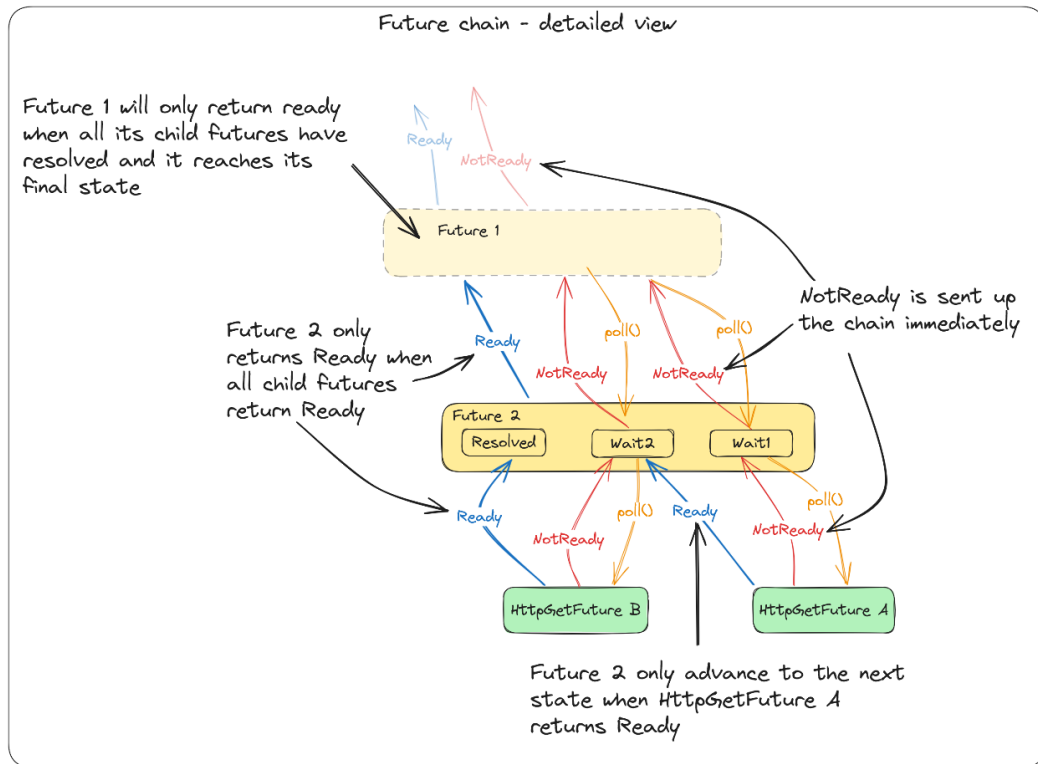 Future chain - detailed view
Future 1 will only return ready
when all its child futures have
resolved and it reaches its
final state
Ready
NotReady
Future 1
NotReady is sent up
the chain immediately
Future 2 only
returns Ready when
all child futures
return Ready
Ready
poll()
poll()
NotReady
NotReady
Future 2
Resolved
Wait2
Wait1
Ready
NotReady
poll()
Ready
NotReady
poll()
HttpGetFuture B
HttpGetFuture A
Future 2 only advance to the next
state when HttpGetFuture A
returns Ready